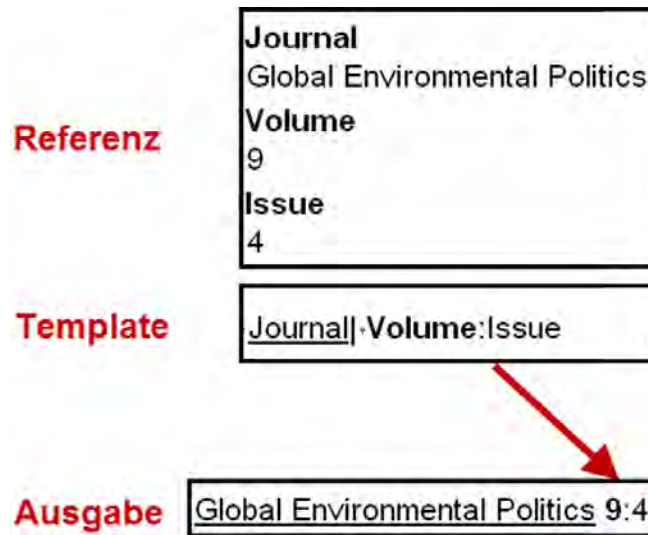 Journal
Global Environmental Politics
Referenz
Volume
9
Issue
4
Template
Journal|·Volume:Issue
Ausgabe
Global Environmental Politics 9:4